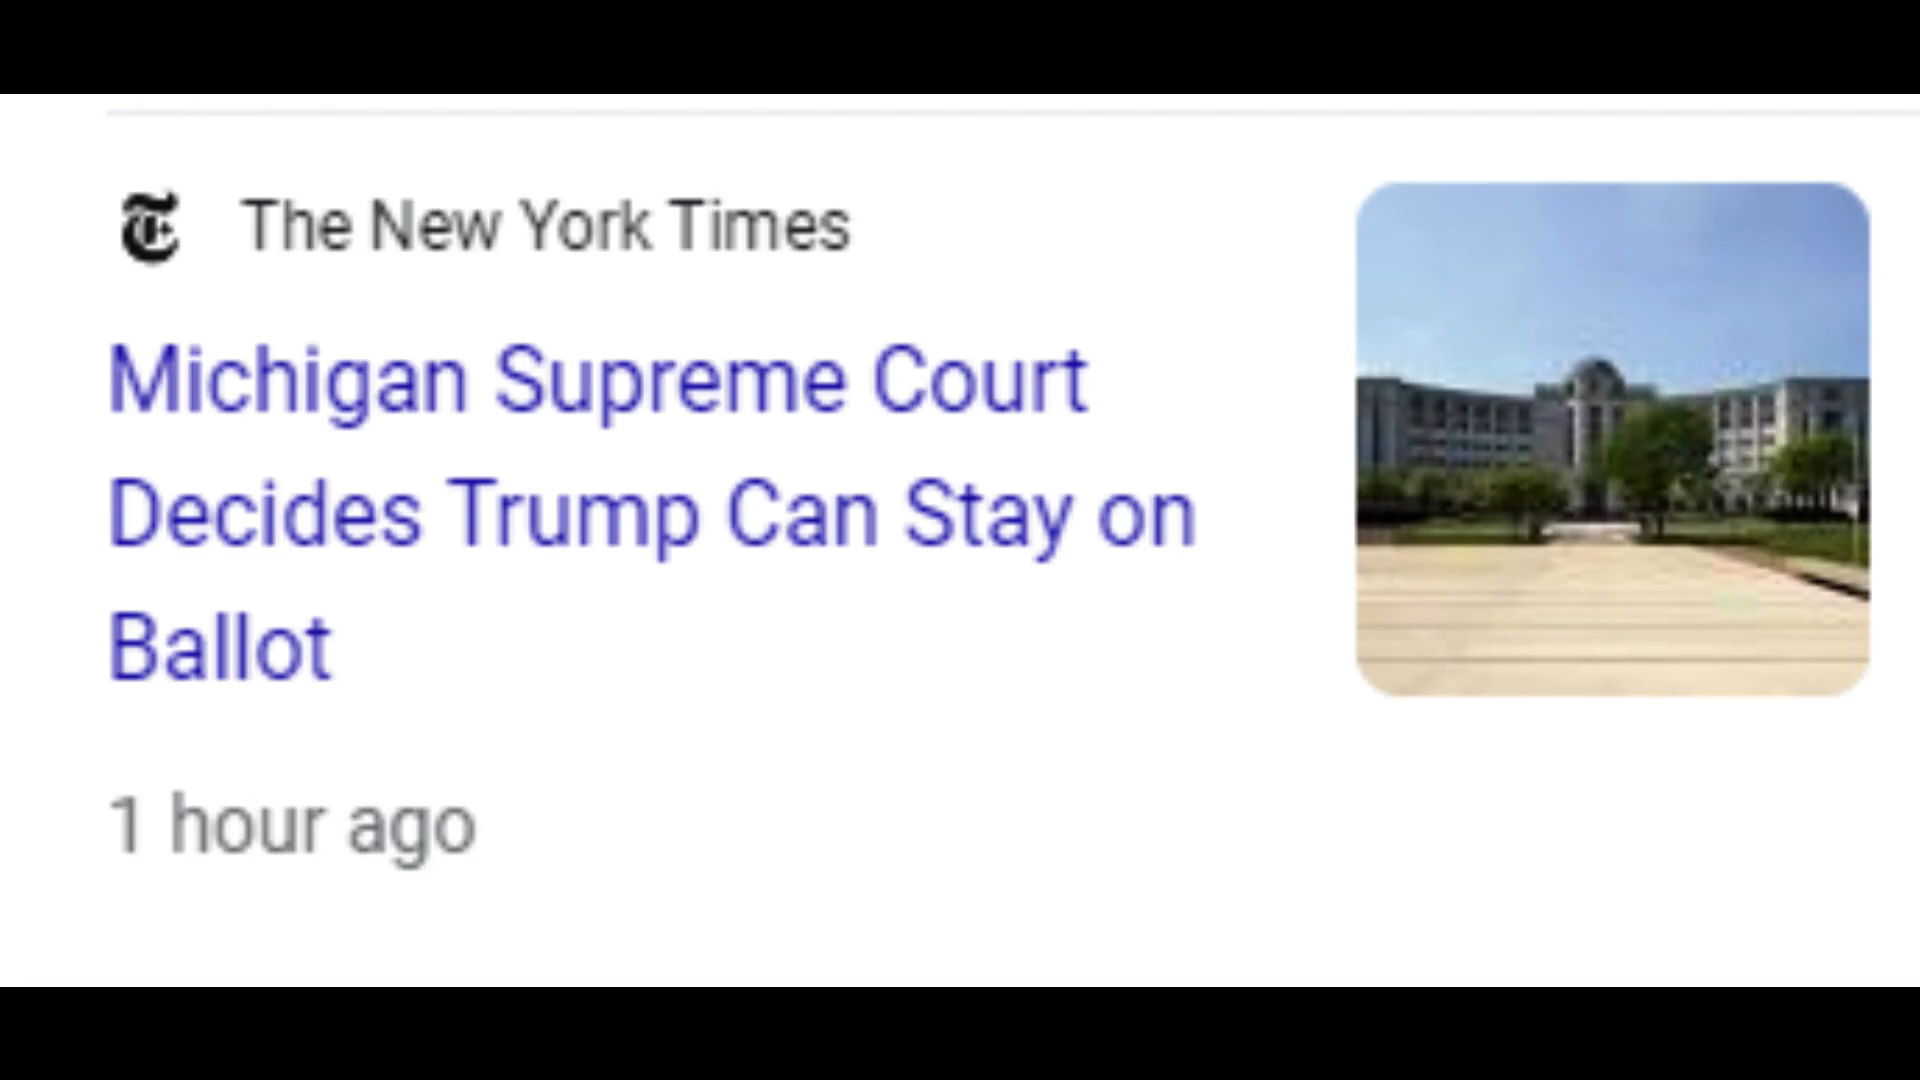 The New York Times
Michigan Supreme Court
Decides Trump Can Stay on
Ballot
1 hour ago